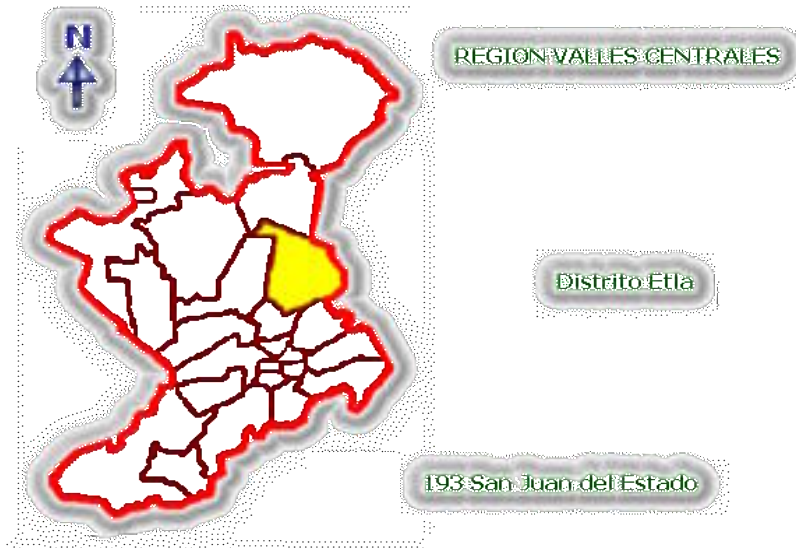 N
REGION VALLES CENTRALES
Distrito Etla
193 San Juan del Estado